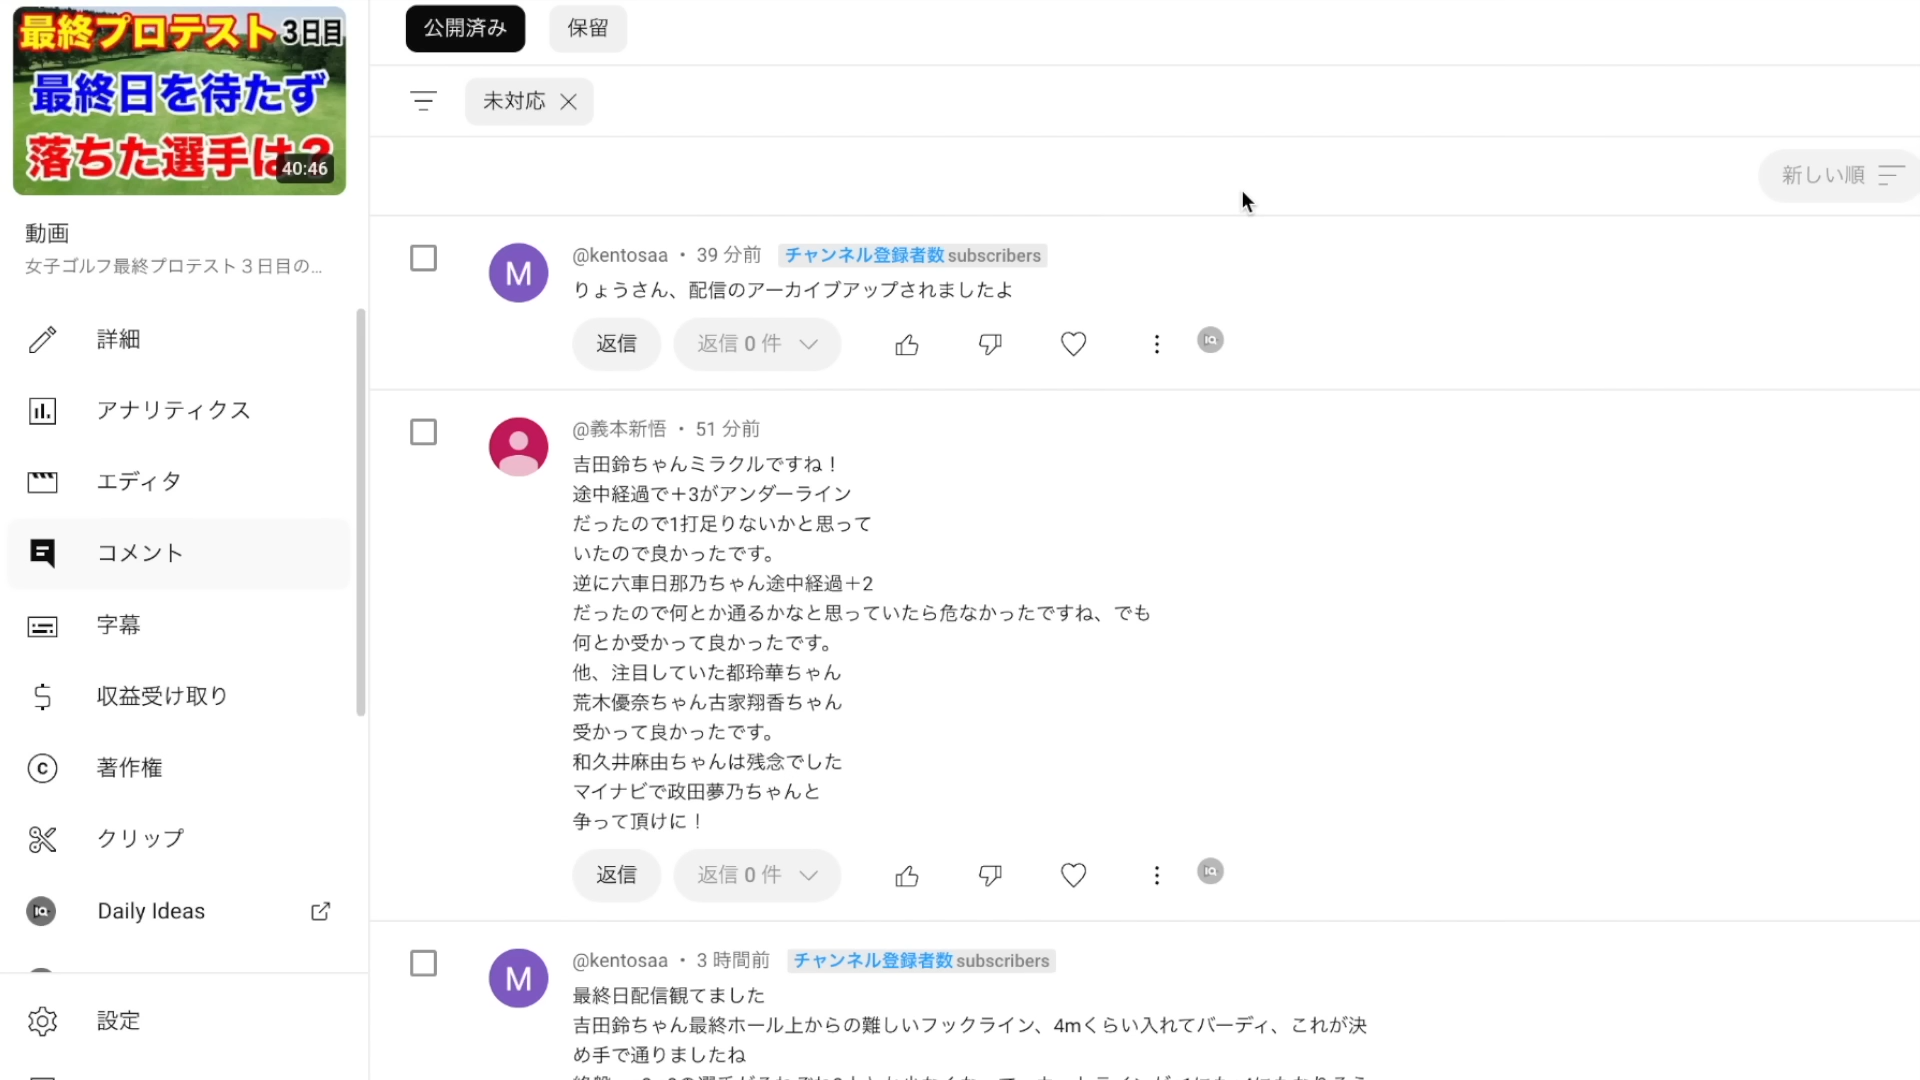 最終プロテスト 3日目
最終日を待たず
落ちた選手は?
40:46
動画
女子ゴルフ最終プロテスト３日目の...
詳細
アナリティクス
エディタ
コメント
字幕
収益受け取り
著作権
クリップ
Daily Ideas
設定
公開済み
保留
未対応
新しい順
M
@kentosaa • 39 分前 チャンネル登録者数 subscribers
りょうさん、配信のアーカイブアップされましたよ
返信 返信 0 件
@義本新悟 • 51 分前
吉田鈴ちゃんミラクルですね！
途中経過で＋3がアンダーライン
だったので1打足りないかと思って
いたので良かったです。
逆に六車日那乃ちゃん途中経過＋2
だったので何とか通るかなと思っていたら危なかったですね、でも
何とか受かって良かったです。
他、注目していた都玲華ちゃん
荒木優奈ちゃん古家翔香ちゃん
受かって良かったです。
和久井麻由ちゃんは残念でした
マイナビで政田夢乃ちゃんと
争って頂けに！
返信 返信 0 件
M
@kentosaa • 3 時間前 チャンネル登録者数 subscribers
最終日配信観てました
吉田鈴ちゃん最終ホール上からの難しいフックライン、4mくらい入れてバーディ、これが決
め手で通りましたね